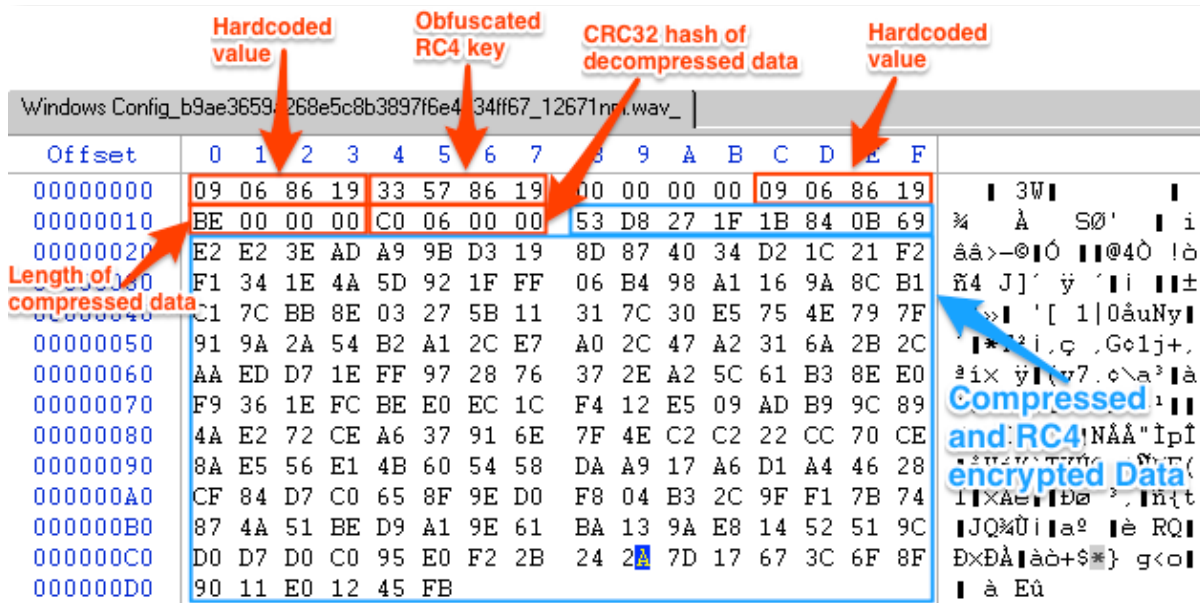 Hardcoded
value
Obfuscated
RC4 key
CRC32 hash of
decompressed data
Hardcoded
value
Windows
Offset 0 1 2 3 4 5 6 7 9 A B C D F
00000000 09 06 86 19 33 57 86 19 00 00 00 00 09 06 86 19
00000010 BE 00 00 00 C0 06 00 00 53 D8 27 1F 1B 84 0B 69
00000020 E2 E2 3E AD A9 9B D3 19 8D 87 40 34 D2 1C 21 F2
Length of
compressed data
F1 34 1E 4A 5D 92 1F FF 06 B4 98 A1 16 9A 8C B1
7C BB 8E 03 27 5B 11 31 7C 30 E5 75 4E 79 7F
00000050 91 9A 2A 54 B2 A1 2C E7 A0 2C 47 A2 31 6A 2B 2C
00000060 AA ED D7 1E FF 97 28 76 37 2E A2 5C 61 B3 8E E0
00000070 F9 36 1E FC BE E0 EC 1C F4 12 E5 09 AD B9 9C 89
00000080 4A E2 72 CE A6 37 91 6E 7F 4E C2 C2 22 CC 70 CE
00000090 8A E5 56 E1 4B 60 54 58 DA A9 17 A6 D1 A4 46 28
000000A0 CF 84 D7 C0 65 8F 9E D0 F8 04 B3 2C 9F F1 7B 74
000000B0 87 4A 51 BE D9 A1 9E 61 BA 13 9A E8 14 52 51 9C
000000C0 D0 D7 D0 C0 95 E0 F2 2B 24 2A 7D 17 67 3C 6F 8F
000000D0 90 11 E0 12 45 FB
Compressed
and RC4
encrypted Data